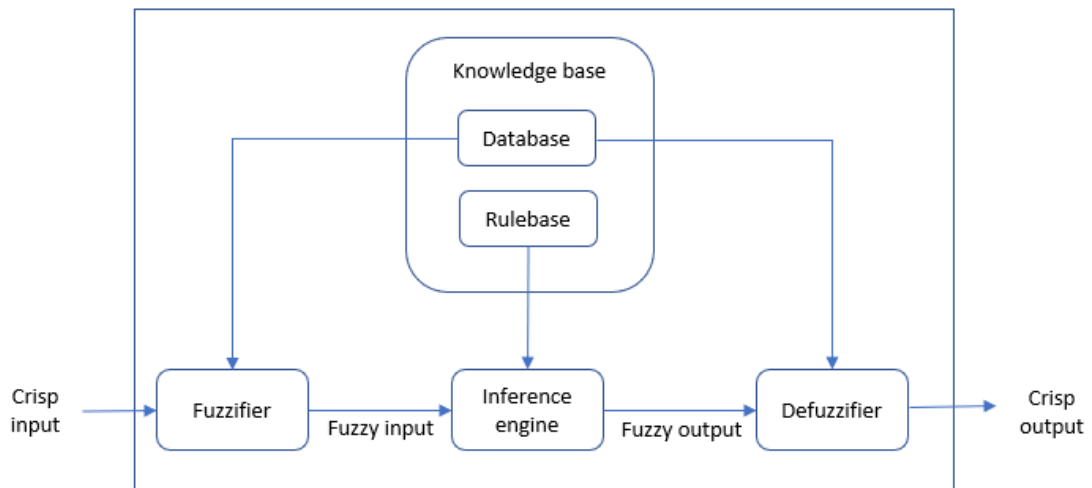 Knowledge base
Database
Rulebase
Crisp
input
Fuzzifier
Fuzzy input
Inference
engine
Fuzzy output
Defuzzifier
Crisp
output